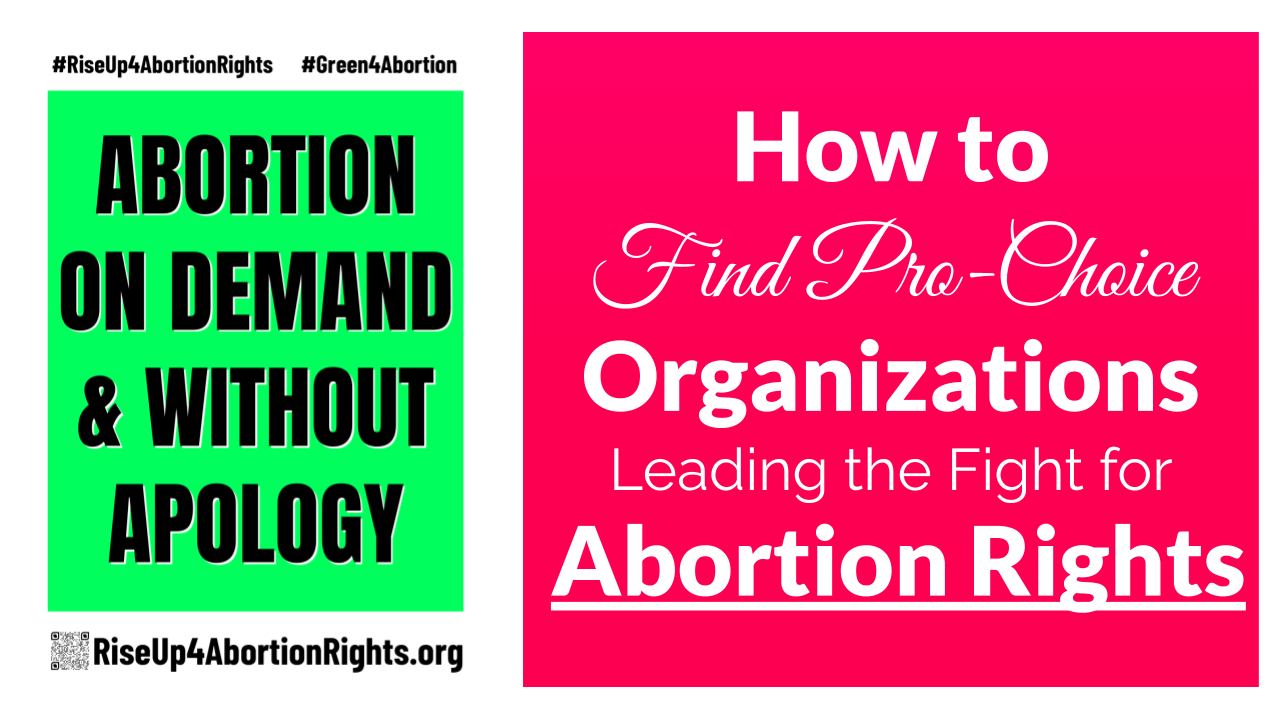 #RiseUp4AbortionRights #Green4Abortion
ABORTION
ON DEMAND
& WITHOUT
APOLOGY
RiseUp4AbortionRights.org
How to
Find Pro-Choice
Organizations
Leading the Fight for
Abortion Rights